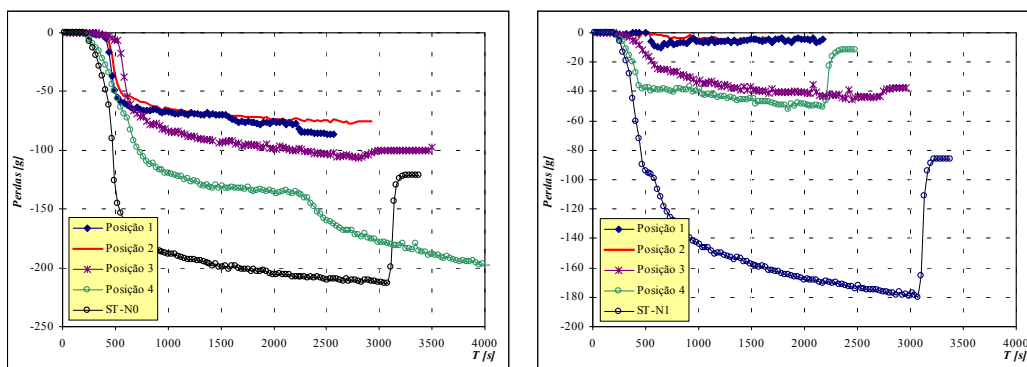 0
-50
-100
-150
-200
-250
0 500 1000 1500 2000 2500 3000 3500 4000
T [s]
Perdas [g]
Posição 1
Posição 2
Posição 3
Posição 4
ST-N0
0
-20
-40
-60
-80
-100
-120
-140
-160
-180
-200
0 500 1000 1500 2000 2500 3000 3500 4000
T [s]
Perdas [g]
Posição 1
Posição 2
Posição 3
Posição 4
ST-N1